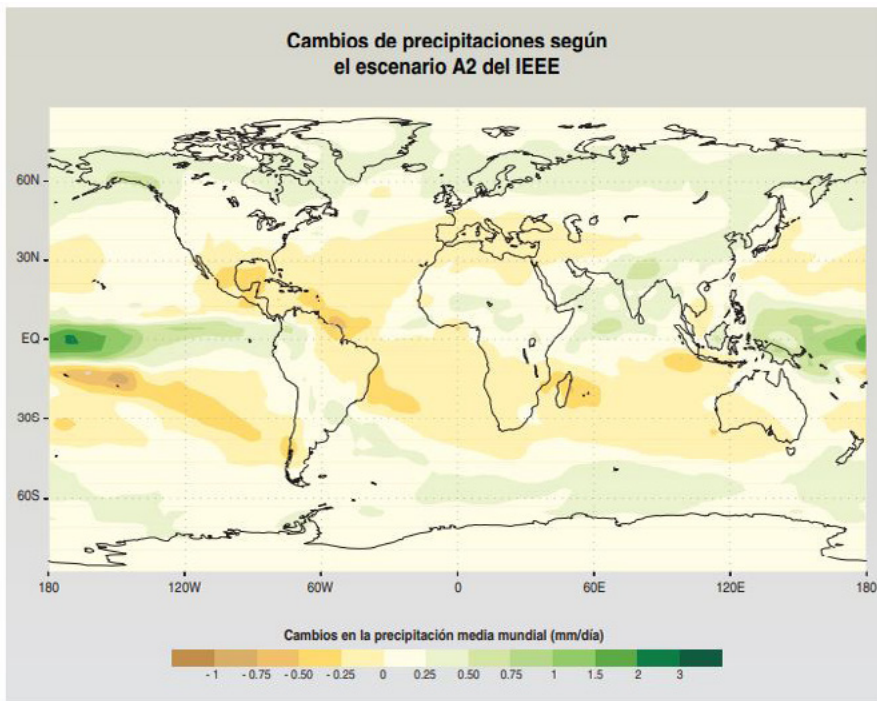 Cambios de precipitaciones según
el escenario A2 del IEEE
60N
30N
EQ
30S
60S
180 120W 60W 0 60E 120E 180
Cambios en la precipitación media mundial (mm/día)
- 1 - 0.75 - 0.50 - 0.25 0 0.25 0.50 0.75 1 1.5 2 3